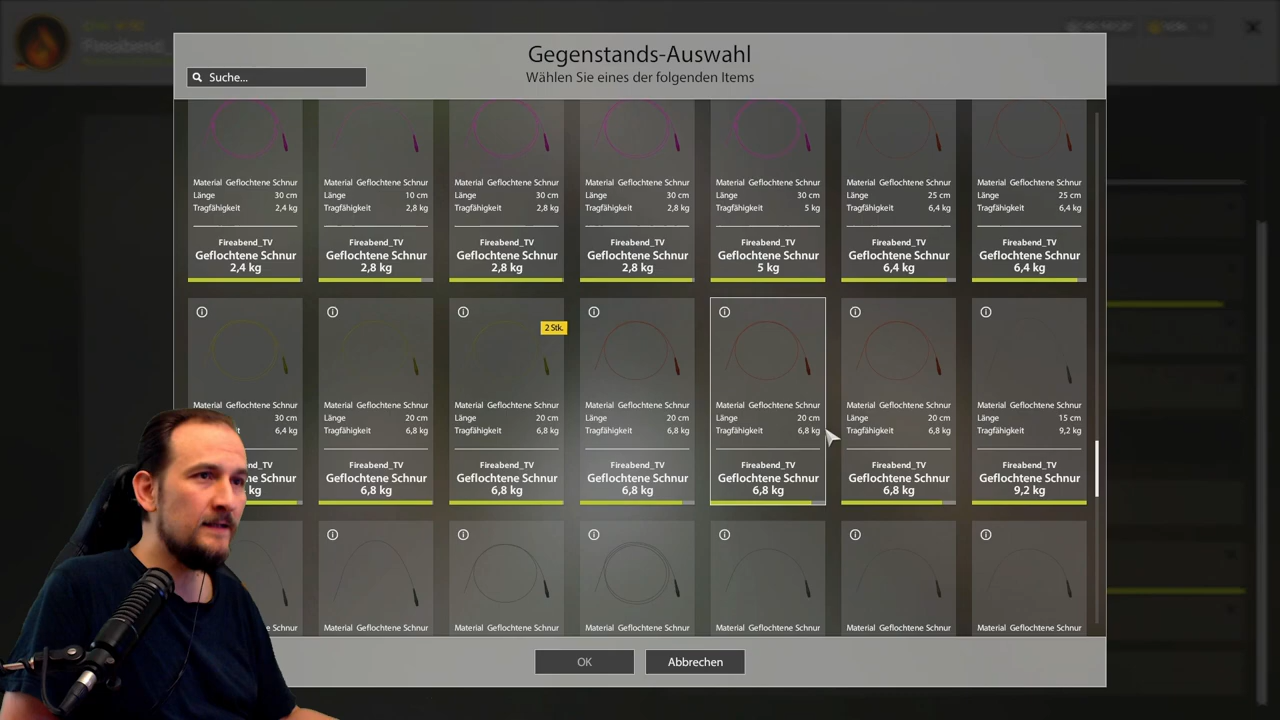 Gegenstands-Auswahl
Suche...
Wählen Sie eines der folgenden Items
Material Geflochtene Schnur
Länge 30 cm
Tragfähigkeit 2,4 kg
Fireabend_TV
Geflochtene Schnur
2,4 kg
Material Geflochtene Schnur
Länge 10 cm
Tragfähigkeit 2,8 kg
Fireabend_TV
Geflochtene Schnur
2,8 kg
Material Geflochtene Schnur
Länge 30 cm
Tragfähigkeit 2,8 kg
Fireabend_TV
Geflochtene Schnur
2,8 kg
Material Geflochtene Schnur
Länge 30 cm
Tragfähigkeit 2,8 kg
Fireabend_TV
Geflochtene Schnur
2,8 kg
Material Geflochtene Schnur
Länge 30 cm
Tragfähigkeit 5 kg
Fireabend_TV
Geflochtene Schnur
5 kg
Material Geflochtene Schnur
Länge 25 cm
Tragfähigkeit 6,4 kg
Fireabend_TV
Geflochtene Schnur
6,4 kg
Material Geflochtene Schnur
Länge 25 cm
Tragfähigkeit 6,4 kg
Fireabend_TV
Geflochtene Schnur
6,4 kg
Material Geflochtene Schnur
30 cm
6,4 kg
nd_TV
Schnur
kg
Material Geflochtene Schnur
Länge 20 cm
Tragfähigkeit 6,8 kg
Fireabend_TV
Geflochtene Schnur
6,8 kg
2 Stk.
Material Geflochtene Schnur
Länge 20 cm
Tragfähigkeit 6,8 kg
Fireabend_TV
Geflochtene Schnur
6,8 kg
Material Geflochtene Schnur
Länge 20 cm
Tragfähigkeit 6,8 kg
Fireabend_TV
Geflochtene Schnur
6,8 kg
Material Geflochtene Schnur
Länge 20 cm
Tragfähigkeit 6,8 kg
Fireabend_TV
Geflochtene Schnur
6,8 kg
Material Geflochtene Schnur
Länge 20 cm
Tragfähigkeit 6,8 kg
Fireabend_TV
Geflochtene Schnur
6,8 kg
Material Geflochtene Schnur
Länge 15 cm
Tragfähigkeit 9,2 kg
Fireabend_TV
Geflochtene Schnur
9,2 kg
Schnur
Material Geflochtene Schnur
Material Geflochtene Schnur
Material Geflochtene Schnur
Material Geflochtene Schnur
Material Geflochtene Schnur
Material Geflochtene Schnur
OK
Abbrechen